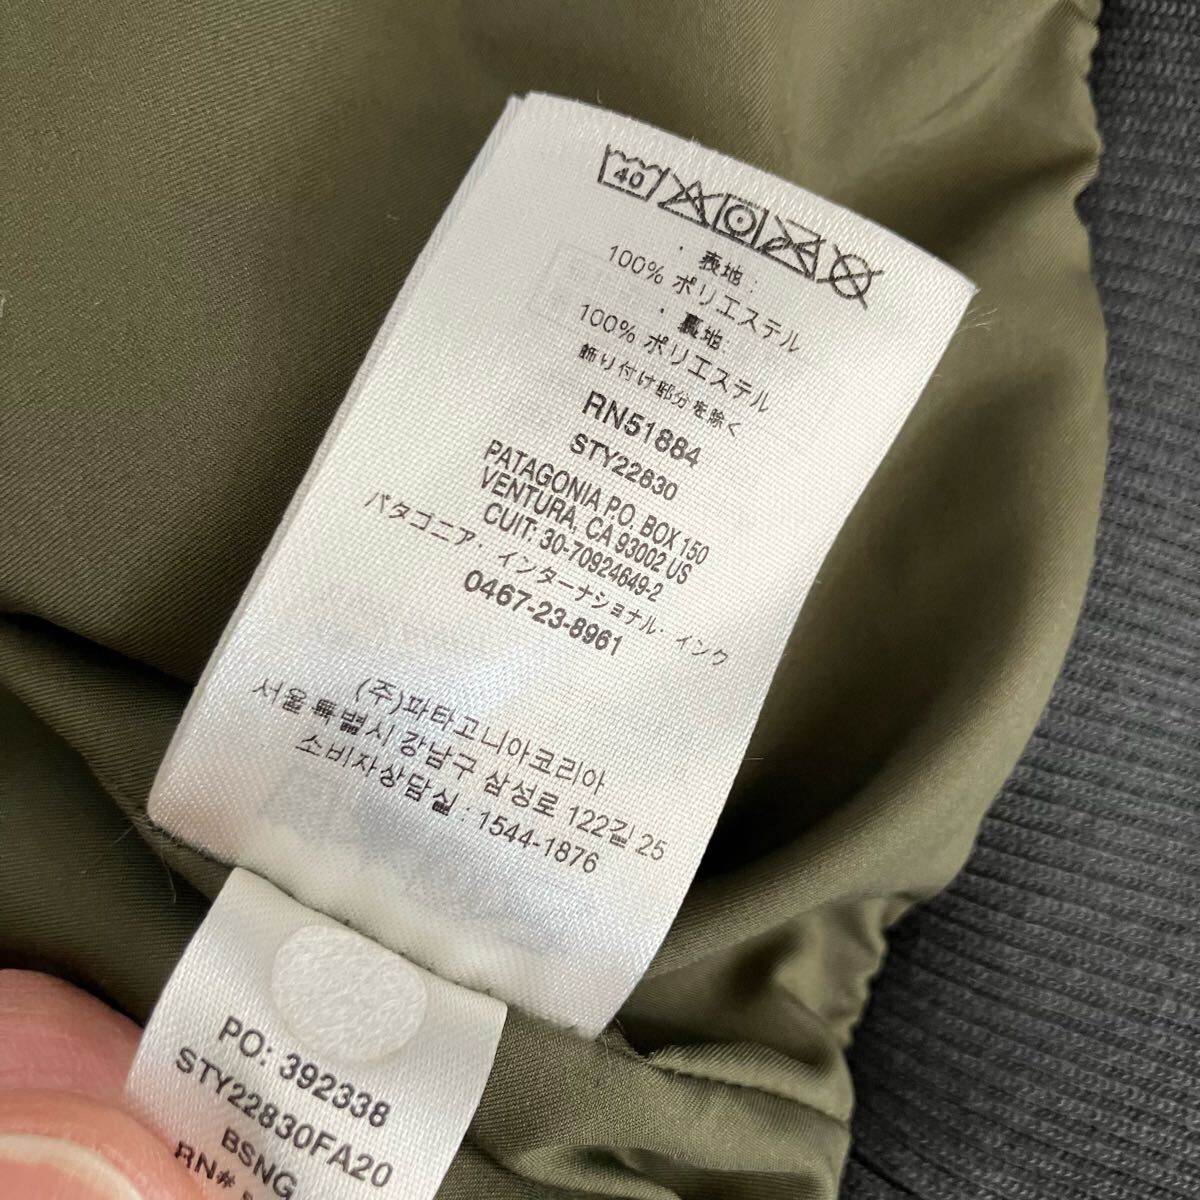 40
・表地:
100% ポリエステル
・裏地:
100% ポリエステル
飾り付け部分を除く
RN51884
STY22830
PATAGONIA P.O. BOX 150
VENTURA, CA 93002 US
CUIT: 30-70924649-2
パタゴニア・インターナショナル・インク
0467-23-8961
(주)파타고니아코리아
서울특별시 강남구 삼성로 122길 25
소비자상담실 : 1544-1876
PO: 392338
STY22830FA20
BSNG
RN#